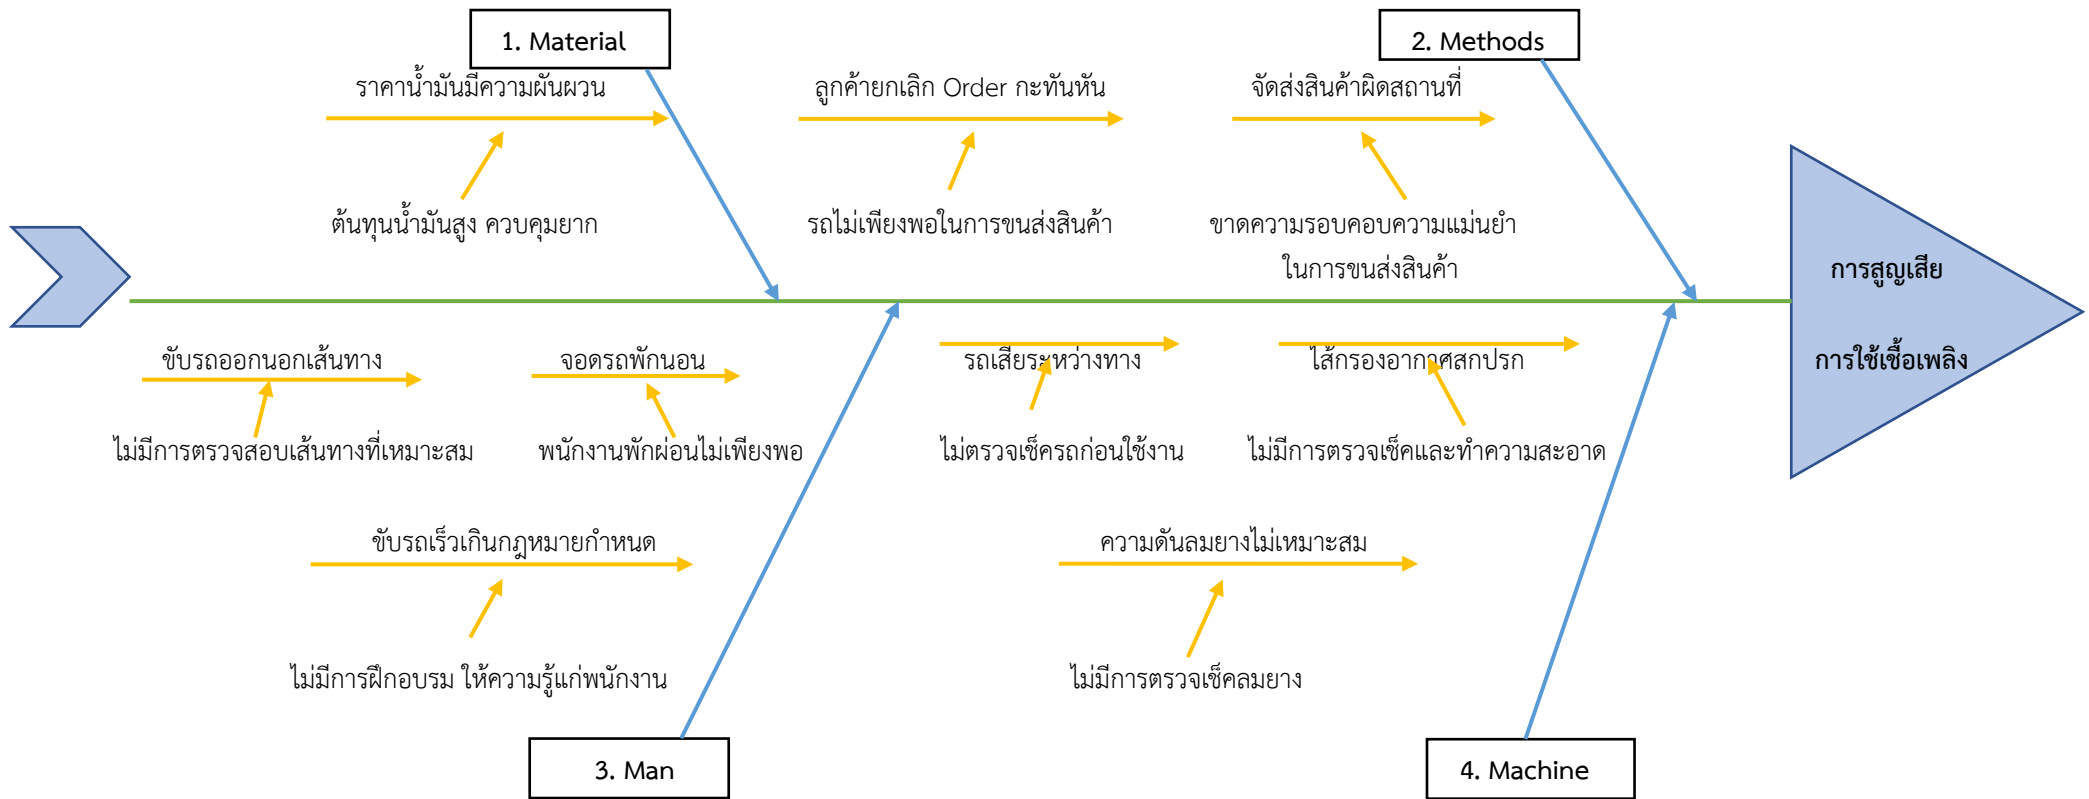 1. Material
2. Methods
ราคาน้ำมันมีความผันผวน
ลูกค้ายกเลิก Order กะทันหัน
จัดส่งสินค้าผิดสถานที่
ต้นทุนน้ำมันสูง ควบคุมยาก
รถไม่เพียงพอในการขนส่งสินค้า
ขาดความรอบคอบความแม่นยำ
ในการขนส่งสินค้า
การสูญเสีย
การใช้เชื้อเพลิง
ขับรถออกนอกเส้นทาง
จอดรถพักนอน
รถเสียระหว่างทาง
ไส้กรองอากาศสกปรก
ไม่มีการตรวจสอบเส้นทางที่เหมาะสม
พนักงานพักผ่อนไม่เพียงพอ
ไม่ตรวจเช็ครถก่อนใช้งาน
ไม่มีการตรวจเช็คและทำความสะอาด
ขับรถเร็วเกินกฎหมายกำหนด
ความดันลมยางไม่เหมาะสม
ไม่มีการฝึกอบรม ให้ความรู้แก่พนักงาน
ไม่มีการตรวจเช็คลมยาง
3. Man
4. Machine